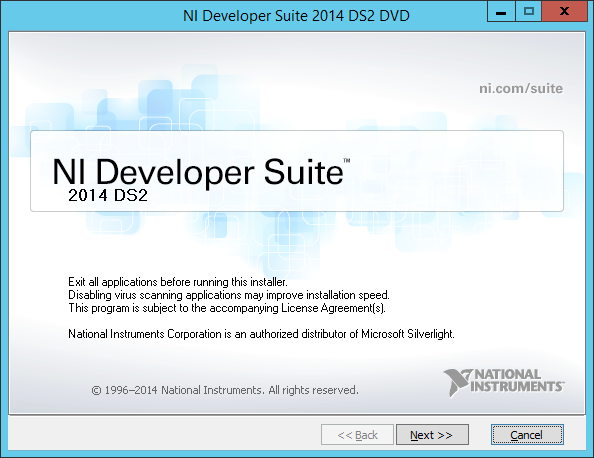 NI Developer Suite 2014 DS2 DVD
ni.com/suite
NI Developer Suite™
2014 DS2
Exit all applications before running this installer.
Disabling virus scanning applications may improve installation speed.
This program is subject to the accompanying License Agreement(s).
National Instruments Corporation is an authorized distributor of Microsoft Silverlight.
NATIONAL
INSTRUMENTS™
© 1996–2014 National Instruments. All rights reserved.
<< Back
Next >>
Cancel